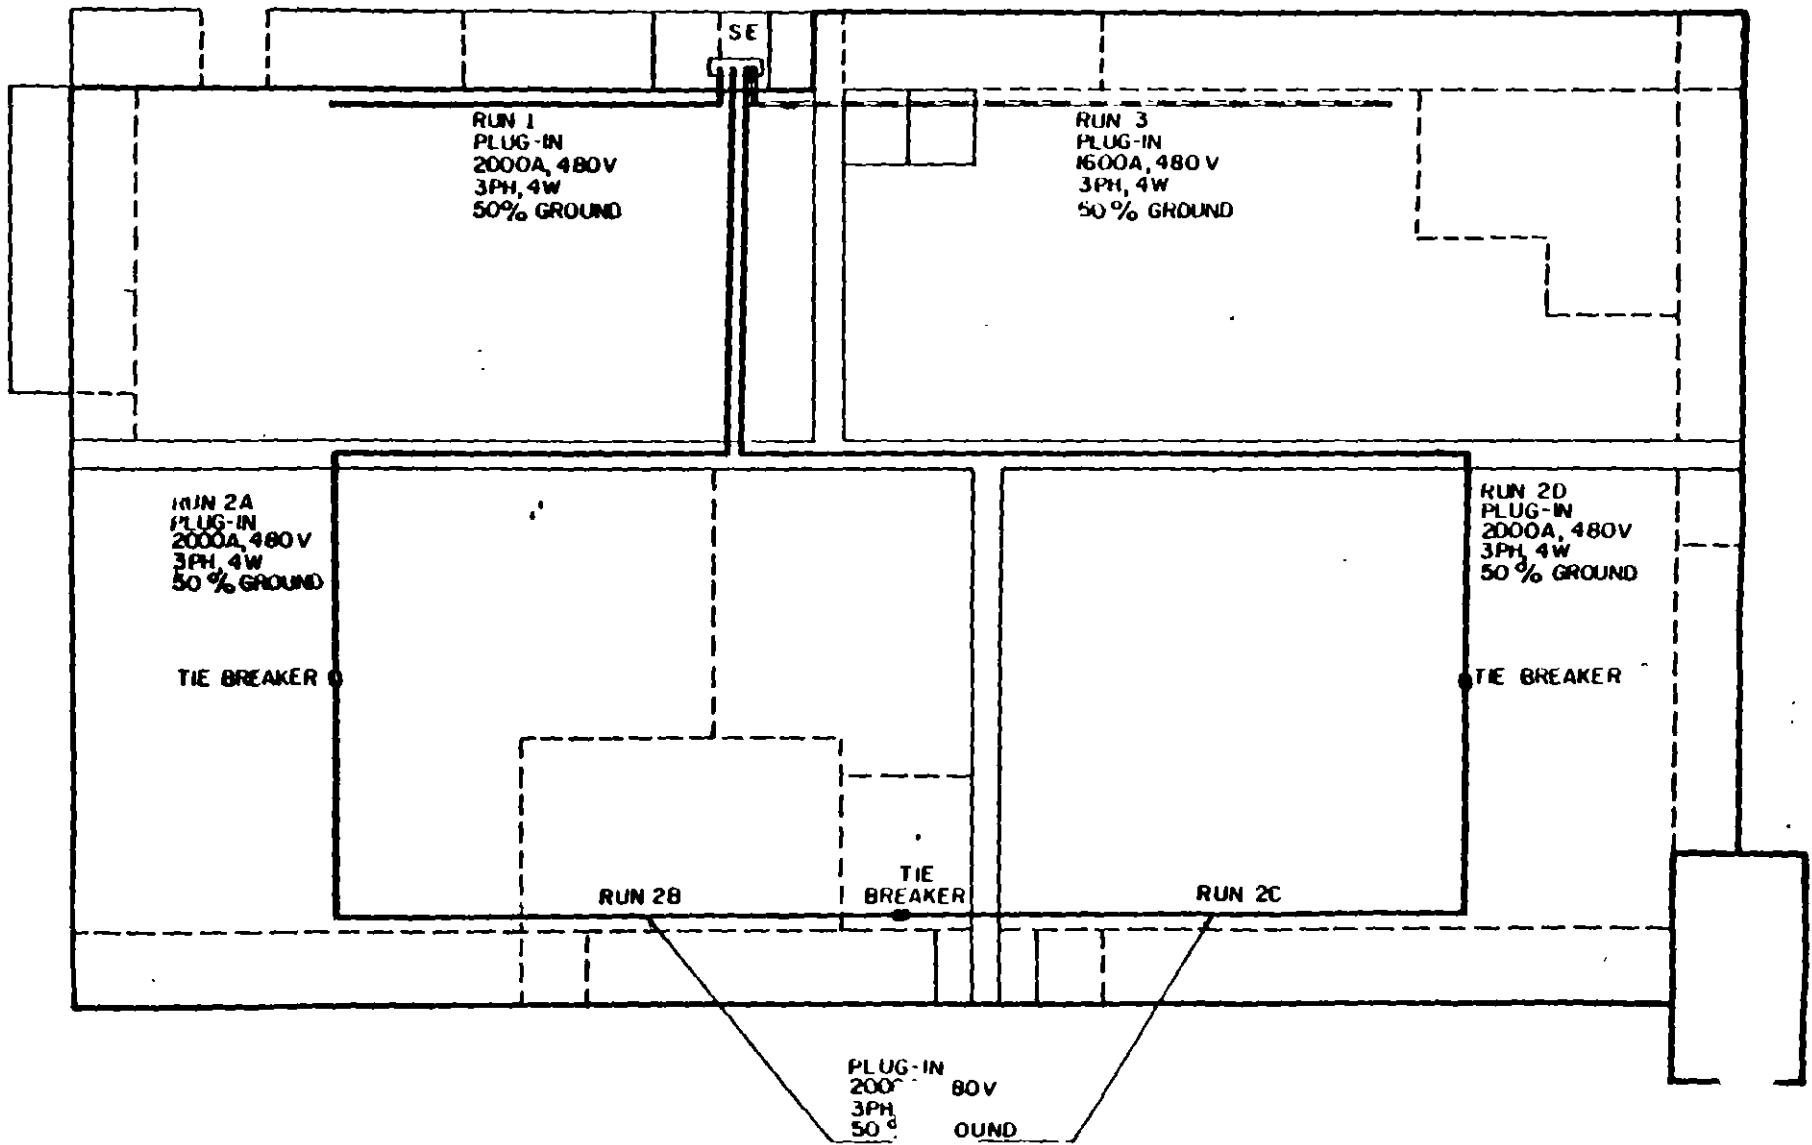 SE
RUN 1
PLUG-IN
2000A, 480V
3PH, 4W
50% GROUND
RUN 3
PLUG-IN
1600A, 480V
3PH, 4W
50% GROUND
RUN 2A
PLUG-IN
2000A, 480V
3PH, 4W
50% GROUND
RUN 2D
PLUG-IN
2000A, 480V
3PH, 4W
50% GROUND
TIE BREAKER
TIE BREAKER
TIE
BREAKER
RUN 2B
RUN 2C
PLUG-IN
200 80V
3PH,
50 OUND